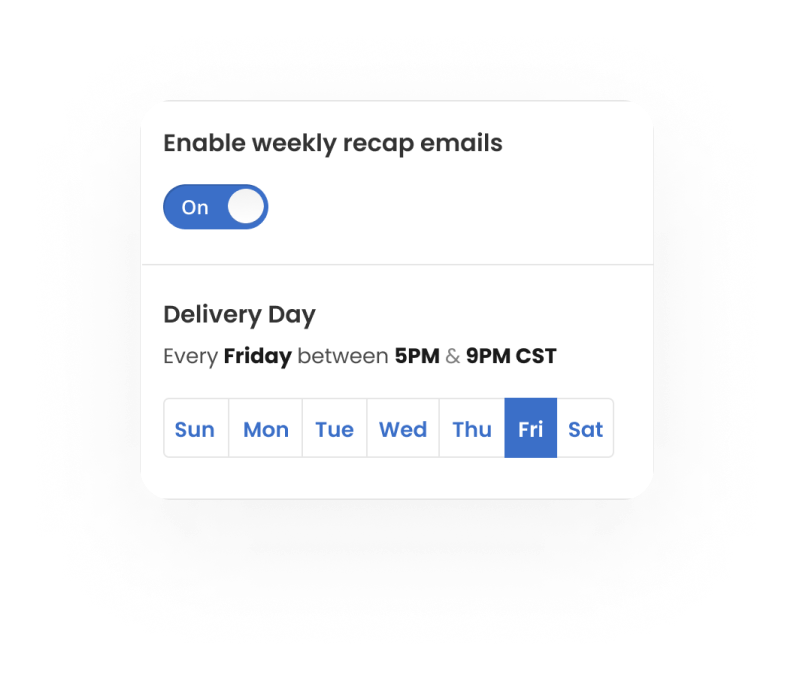 Enable weekly recap emails
On
Delivery Day
Every Friday between 5PM & 9PM CST
Sun Mon Tue Wed Thu Fri Sat